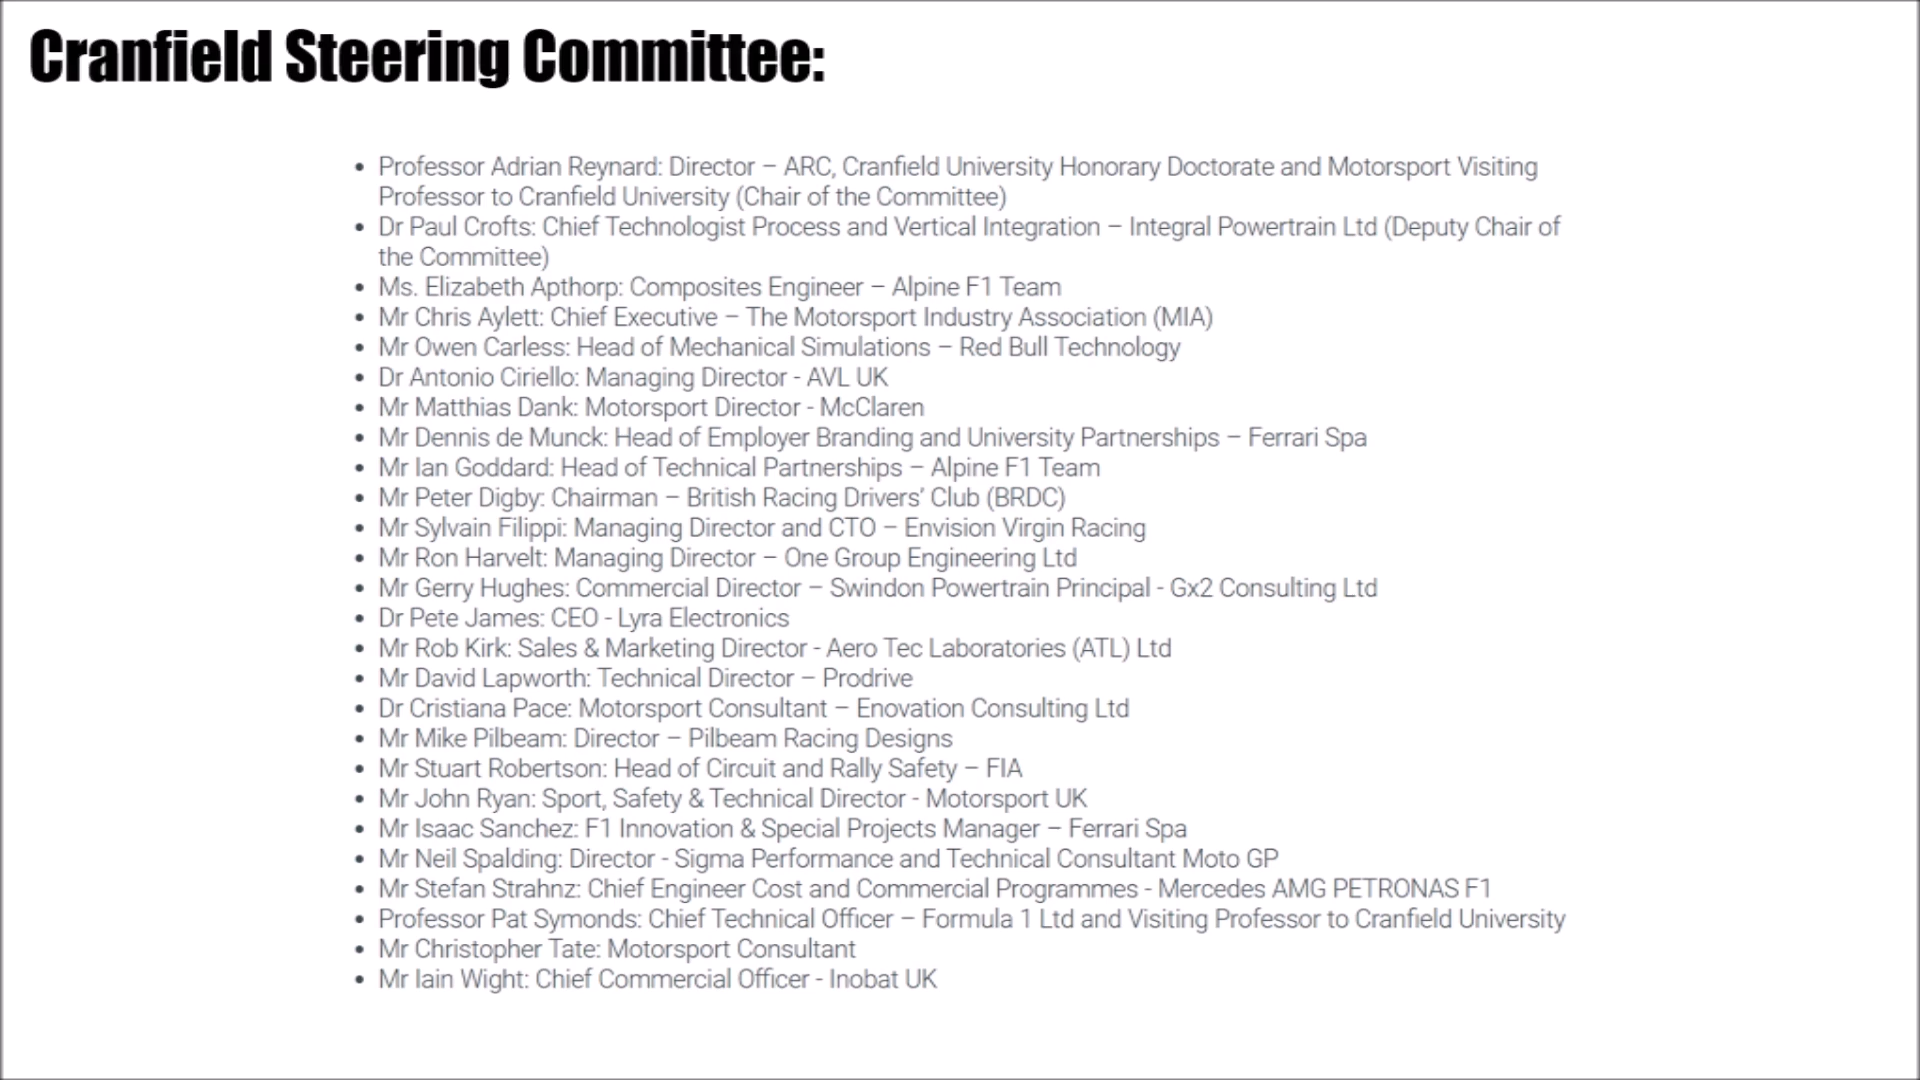 Cranfield Steering Committee:
• Professor Adrian Reynard: Director – ARC, Cranfield University Honorary Doctorate and Motorsport Visiting
Professor to Cranfield University (Chair of the Committee)
• Dr Paul Crofts: Chief Technologist Process and Vertical Integration – Integral Powertrain Ltd (Deputy Chair of
the Committee)
• Ms. Elizabeth Apthorp: Composites Engineer – Alpine F1 Team
• Mr Chris Aylett: Chief Executive – The Motorsport Industry Association (MIA)
• Mr Owen Carless: Head of Mechanical Simulations – Red Bull Technology
• Dr Antonio Ciriello: Managing Director - AVL UK
• Mr Matthias Dank: Motorsport Director - McClaren
• Mr Dennis de Munck: Head of Employer Branding and University Partnerships – Ferrari Spa
• Mr Ian Goddard: Head of Technical Partnerships – Alpine F1 Team
• Mr Peter Digby: Chairman – British Racing Drivers’ Club (BRDC)
• Mr Sylvain Filippi: Managing Director and CTO – Envision Virgin Racing
• Mr Ron Harvelt: Managing Director – One Group Engineering Ltd
• Mr Gerry Hughes: Commercial Director – Swindon Powertrain Principal - Gx2 Consulting Ltd
• Dr Pete James: CEO - Lyra Electronics
• Mr Rob Kirk: Sales & Marketing Director - Aero Tec Laboratories (ATL) Ltd
• Mr David Lapworth: Technical Director – Prodrive
• Dr Cristiana Pace: Motorsport Consultant – Enovation Consulting Ltd
• Mr Mike Pilbeam: Director – Pilbeam Racing Designs
• Mr Stuart Robertson: Head of Circuit and Rally Safety – FIA
• Mr John Ryan: Sport, Safety & Technical Director - Motorsport UK
• Mr Isaac Sanchez: F1 Innovation & Special Projects Manager – Ferrari Spa
• Mr Neil Spalding: Director - Sigma Performance and Technical Consultant Moto GP
• Mr Stefan Strahnz: Chief Engineer Cost and Commercial Programmes - Mercedes AMG PETRONAS F1
• Professor Pat Symonds: Chief Technical Officer – Formula 1 Ltd and Visiting Professor to Cranfield University
• Mr Christopher Tate: Motorsport Consultant
• Mr Iain Wight: Chief Commercial Officer - Inobat UK